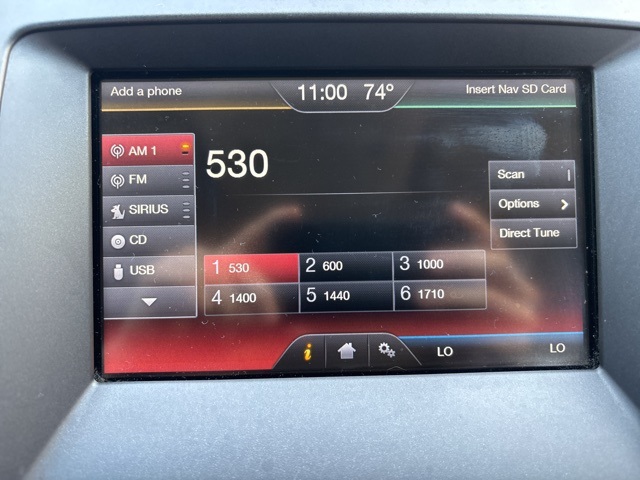 Add a phone
11:00 74°
Insert Nav SD Card
AM 1
FM
SIRIUS
CD
USB
530
Scan
Options
Direct Tune
1 530
2 600
3 1000
4 1400
5 1440
6 1710
i
LO
LO